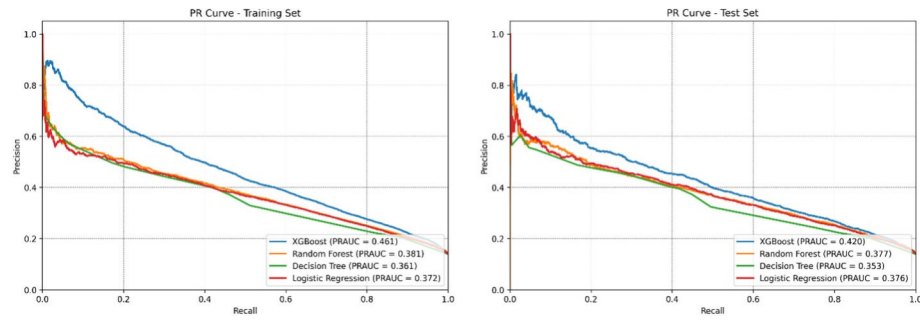 PR Curve - Training Set
Precision
1.0
0.8
0.6
0.4
0.2
0.0
XGBoost (PRAUC = 0.461)
Random Forest (PRAUC = 0.381)
Decision Tree (PRAUC = 0.361)
Logistic Regression (PRAUC = 0.372)
0.0 0.2 0.4 0.6 0.8 1.0
Recall
PR Curve - Test Set
Precision
1.0
0.8
0.6
0.4
0.2
0.0
XGBoost (PRAUC = 0.420)
Random Forest (PRAUC = 0.377)
Decision Tree (PRAUC = 0.353)
Logistic Regression (PRAUC = 0.376)
0.0 0.2 0.4 0.6 0.8 1.0
Recall